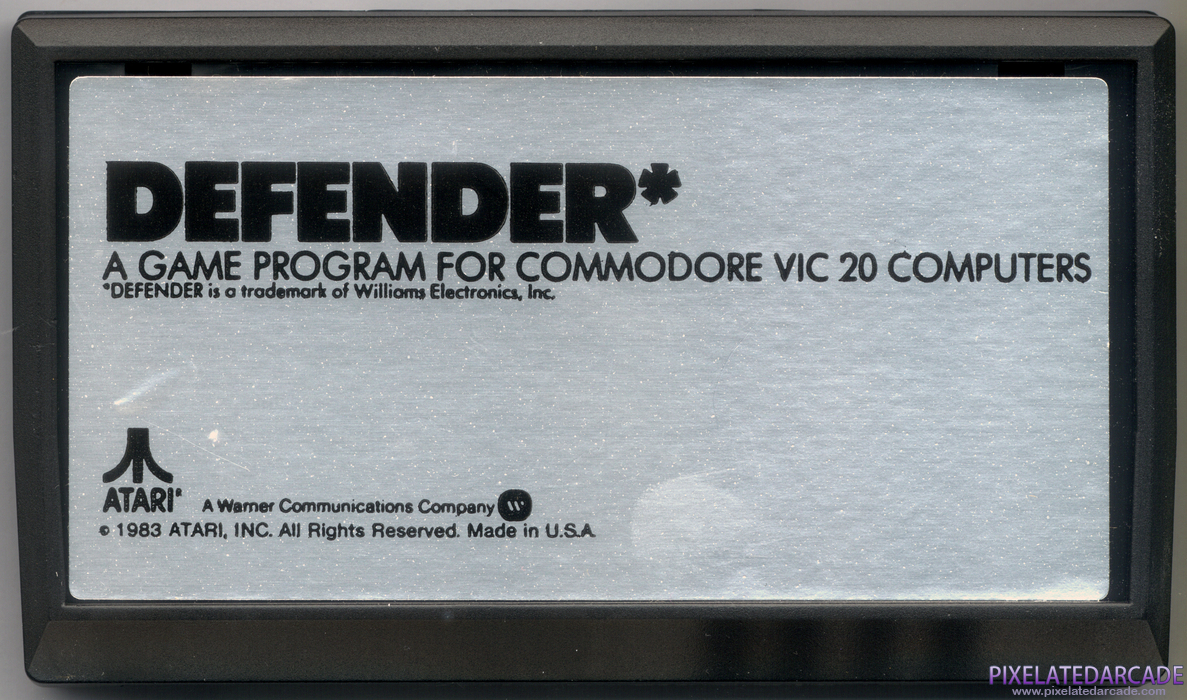 DEFENDER*
A GAME PROGRAM FOR COMMODORE VIC 20 COMPUTERS
*DEFENDER is a trademark of Williams Electronics, Inc.
ATARI® A Warner Communications Company
© 1983 ATARI, INC. All Rights Reserved. Made in U.S.A.
PIXELATEDARCADE
www.pixelatedarcade.com